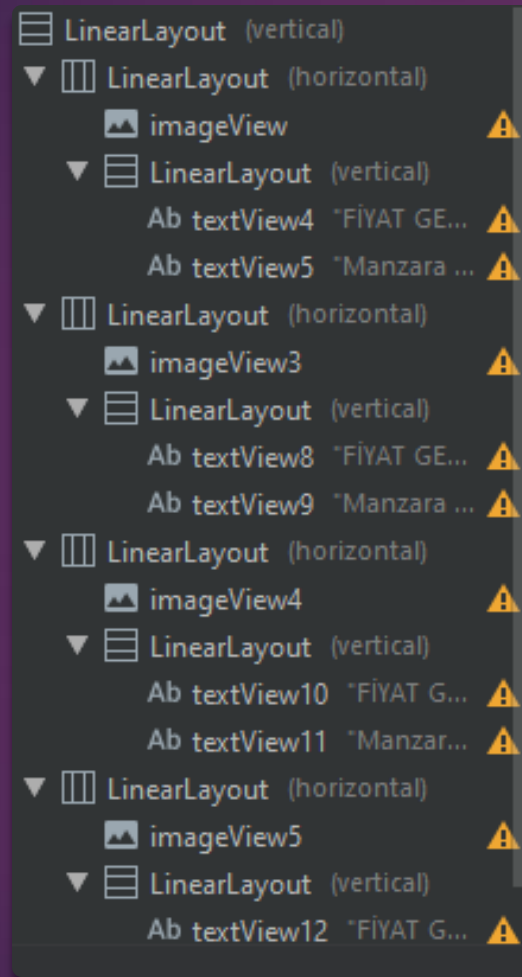 LinearLayout (vertical)
LinearLayout (horizontal)
imageView
LinearLayout (vertical)
Ab textView4 "FİYAT GE...
Ab textView5 "Manzara ...
LinearLayout (horizontal)
imageView3
LinearLayout (vertical)
Ab textView8 "FİYAT GE...
Ab textView9 "Manzara ...
LinearLayout (horizontal)
imageView4
LinearLayout (vertical)
Ab textView10 "FİYAT G...
Ab textView11 "Manzar...
LinearLayout (horizontal)
imageView5
LinearLayout (vertical)
Ab textView12 "FİYAT G...